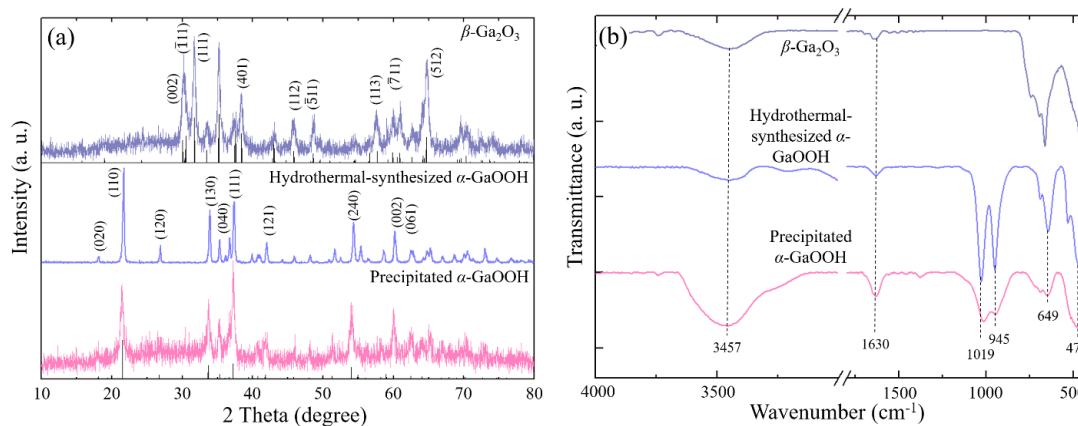 (a)
β-Ga2O3
(002)
(1̅11)
(111)
(401)
(112)
(5̅11)
(113)
(7̅11)
(512)
Hydrothermal-synthesized α-GaOOH
(020)
(110)
(120)
(130)
(040)
(111)
(121)
(240)
(002)
(061)
Precipitated α-GaOOH
Intensity (a. u.)
10 20 30 40 50 60 70 80
2 Theta (degree)
(b)
β-Ga2O3
Hydrothermal-
synthesized α-
GaOOH
Precipitated
α-GaOOH
3457
1630
1019
945
649
47
Transmittance (a. u.)
4000 3500 1500 1000 500
Wavenumber (cm-1)